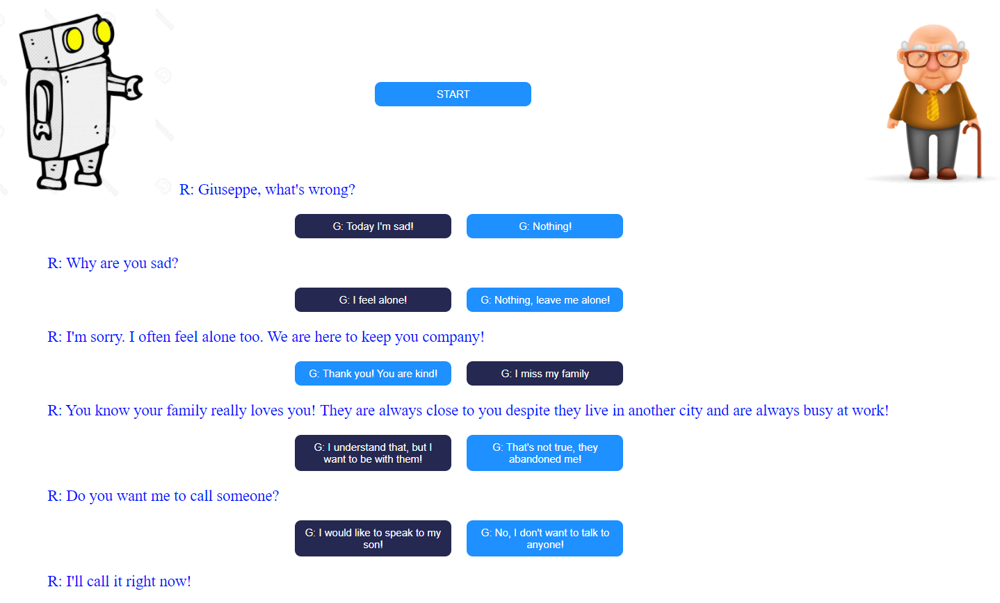 START
R: Giuseppe, what's wrong?
G: Today I'm sad!
G: Nothing!
R: Why are you sad?
G: I feel alone!
G: Nothing, leave me alone!
R: I'm sorry. I often feel alone too. We are here to keep you company!
G: Thank you! You are kind!
G: I miss my family
R: You know your family really loves you! They are always close to you despite they live in another city and are always busy at work!
G: I understand that, but I
want to be with them!
G: That's not true, they
abandoned me!
R: Do you want me to call someone?
G: I would like to speak to my
son!
G: No, I don't want to talk to
anyone!
R: I'll call it right now!